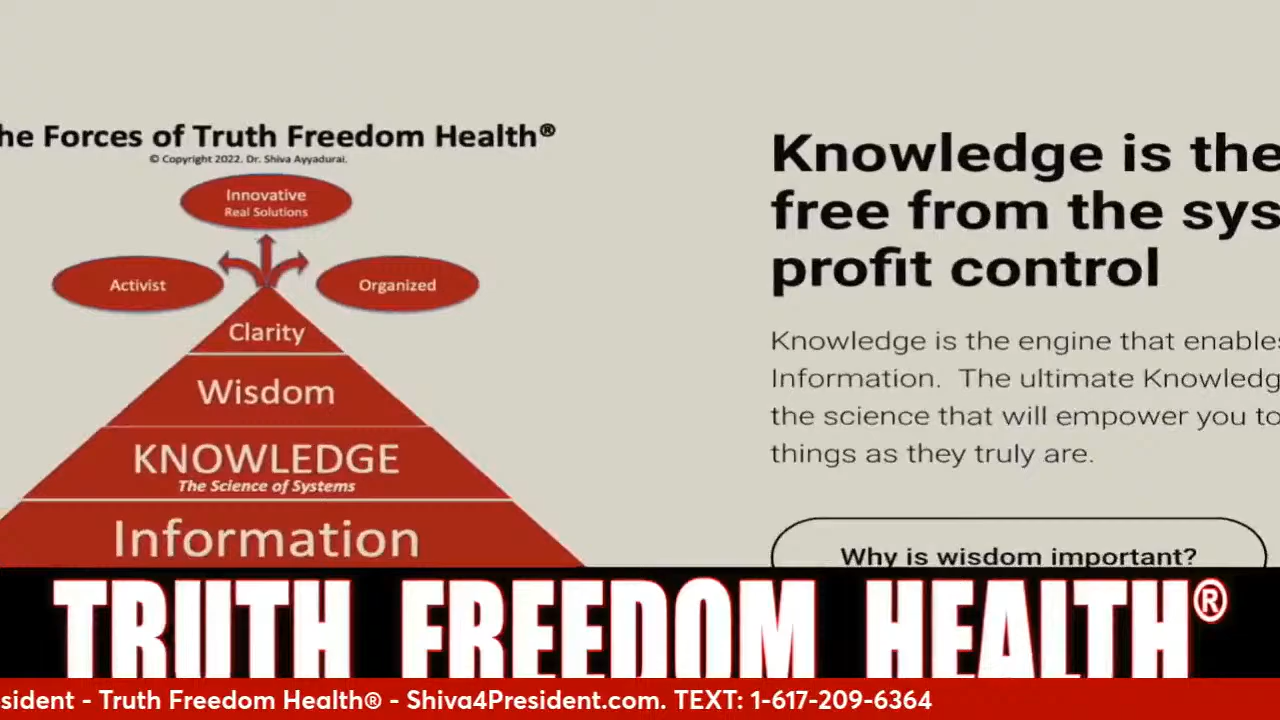 he Forces of Truth Freedom Health®
© Copyright 2022. Dr. Shiva Ayyadurai.
Innovative
Real Solutions
Activist
Organized
Clarity
Wisdom
KNOWLEDGE
The Science of Systems
Information
Knowledge is the
free from the sys
profit control
Knowledge is the engine that enables
Information. The ultimate Knowledg
the science that will empower you to
things as they truly are.
Why is wisdom important?
TRUTH FREEDOM HEALTH®
sident - Truth Freedom Health® - Shiva4President.com. TEXT: 1-617-209-6364